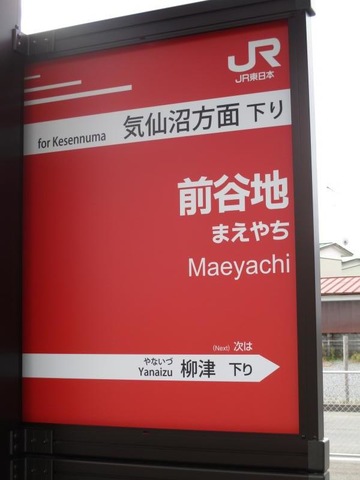 JR
JR東日本
for Kesennuma 気仙沼方面 下り
前谷地
まえやち
Maeyachi
(Next) 次は
やないづ
Yanaizu 柳津 下り